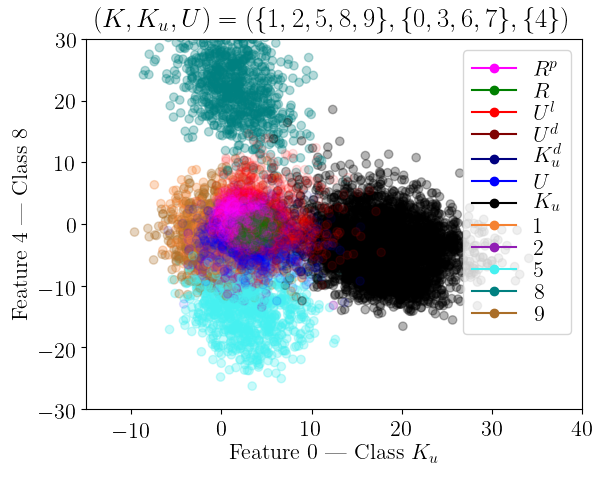 (K, K_u, U) = ({1, 2, 5, 8, 9}, {0, 3, 6, 7}, {4})
30
20
10
0
−10
−20
−30
Feature 4 — Class 8
−10
0
10
20
30
40
Feature 0 — Class K_u
R^p
R
U^l
U^d
K_u^d
U
K_u
1
2
5
8
9